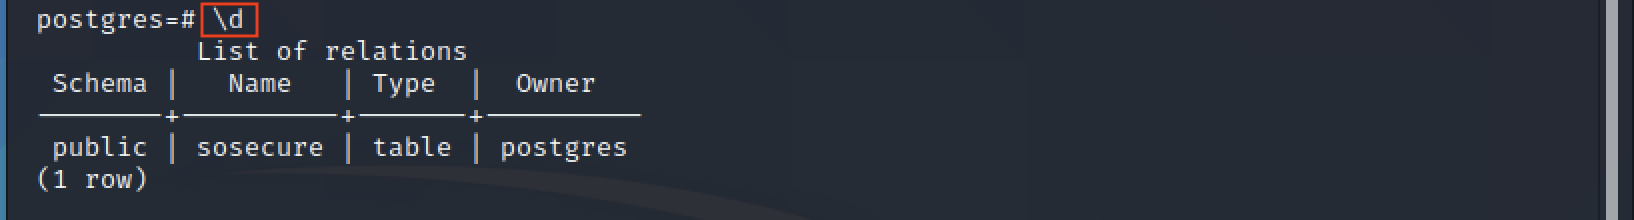 postgres=# \d
List of relations
Schema | Name | Type | Owner
--------+----------+-------+----------
public | sosecure | table | postgres
(1 row)